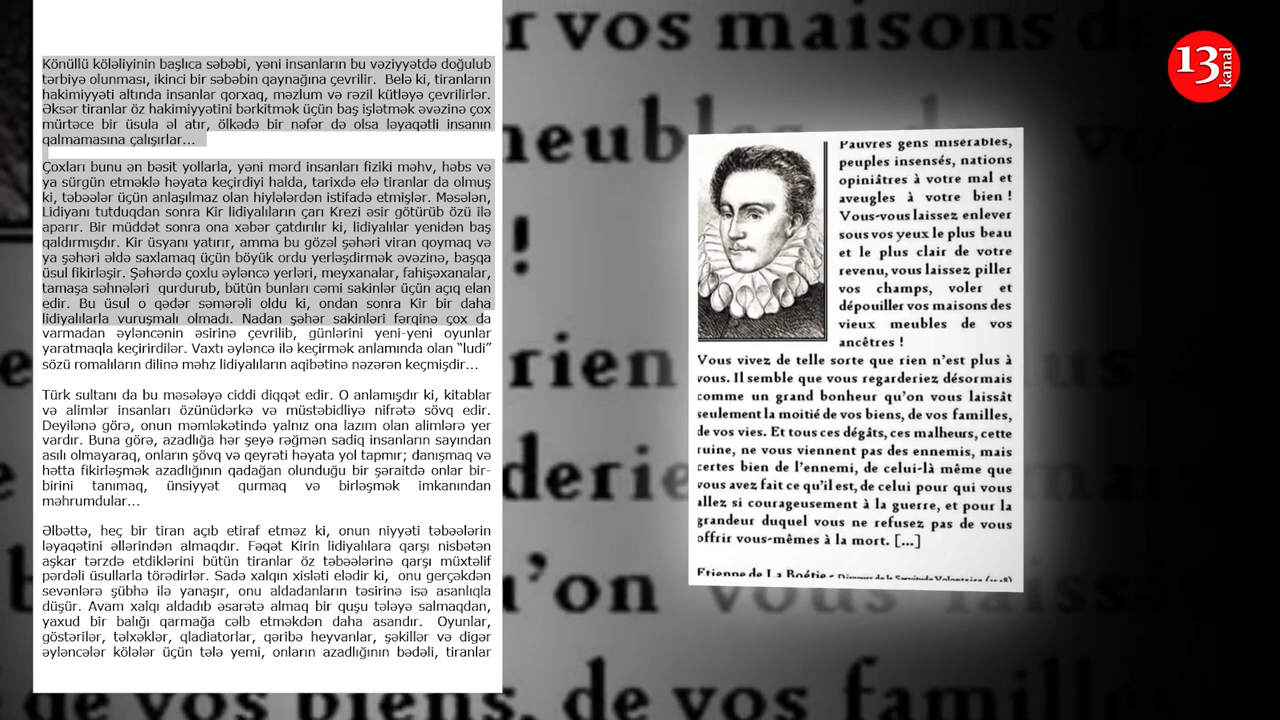 Könüllü köləliyinin başlıca səbəbi, yəni insanların bu vəziyyətdə doğulub
tərbiyə olunması, ikinci bir səbəbin qaynağına çevrilir. Belə ki, tiranların
hakimiyyəti altında insanlar qorxaq, məzlum və rəzil kütləyə çevrilirlər.
Əksər tiranlar öz hakimiyyətini bərkitmək üçün baş işlətmək əvəzinə çox
mürtəce bir üsula əl atır, ölkədə bir nəfər də olsa ləyaqətli insanın
qalmamasına çalışırlar...
Çoxları bunu ən bəsit yollarla, yəni mərd insanları fiziki məhv, həbs və
ya sürgün etməklə həyata keçirdiyi halda, tarixdə elə tiranlar da olmuş
ki, təbəələr üçün anlaşılmaz olan hiylələrdən istifadə etmişlər. Məsələn,
Lidiyanı tutduqdan sonra Kir lidiyalıların çarı Krezi əsir götürüb özü ilə
aparır. Bir müddət sonra ona xəbər çatdırılır ki, lidiyalılar yenidən baş
qaldırmışdır. Kir üsyanı yatırır, amma bu gözəl şəhəri viran qoymaq və
ya şəhəri əldə saxlamaq üçün böyük ordu yerləşdirmək əvəzinə, başqa
üsul fikirləşir. Şəhərdə çoxlu əyləncə yerləri, meyxanalar, fahişəxanalar,
tamaşa səhnələri qurdurub, bütün bunları cəmi sakinlər üçün açıq elan
edir. Bu üsul o qədər səmərəli oldu ki, ondan sonra Kir bir daha
lidiyalılarla vuruşmalı olmadı. Nadan şəhər sakinləri fərqinə çox da
varmadan əyləncənin əsirinə çevrilib, günlərini yeni-yeni oyunlar
yaratmaqla keçirirdilər. Vaxtı əyləncə ilə keçirmək anlamında olan “ludi”
sözü romalıların dilinə məhz lidiyalıların aqibətinə nəzərən keçmişdir...
Türk sultanı da bu məsələyə ciddi diqqət edir. O anlamışdır ki, kitablar
və alimlər insanları özünüdərkə və müstəbidliyə nifrətə sövq edir.
Deyilənə görə, onun məmləkətində yalnız ona lazım olan alimlərə yer
vardır. Buna görə, azadlığa hər şeyə rəğmən sadiq insanların sayından
asılı olmayaraq, onların şövq və qeyrəti həyata yol tapmır; danışmaq və
hətta fikirləşmək azadlığının qadağan olunduğu bir şəraitdə onlar bir-
birini tanımaq, ünsiyyət qurmaq və birləşmək imkanından
məhrumdular...
Əlbəttə, heç bir tiran açıb etiraf etməz ki, onun niyyəti təbəələrin
ləyaqətini əllərindən almaqdır. Fəqət Kirin lidiyalılara qarşı nisbətən
aşkar tərzdə etdiklərini bütün tiranlar öz təbəələrinə qarşı müxtəlif
pərdəli üsullarla törədirlər. Sadə xalqın xisləti elədir ki, onu gerçəkdən
sevənlərə şübhə ilə yanaşır, onu aldadanların təsirinə isə asanlıqla
düşür. Avam xalqı aldadıb əsarətə almaq bir quşu tələyə salmaqdan,
yaxud bir balığı qarmağa cəlb etməkdən daha asandır. Oyunlar,
göstərilər, təlxəklər, qladiatorlar, qəribə heyvanlar, şəkillər və digər
əyləncələr kölələr üçün tələ yemi, onların azadlığının bədəli, tiranlar
Pauvres gens misérables,
peuples insensés, nations
opiniâtres à votre mal et
aveugles à votre bien !
Vous-vous laissez enlever
sous vos yeux le plus beau
et le plus clair de votre
revenu, vous laissez piller
vos champs, voler et
dépouiller vos maisons des
vieux meubles de vos
ancêtres !
Vous vivez de telle sorte que rien n’est plus à
vous. Il semble que vous regarderiez désormais
comme un grand bonheur qu’on vous laissât
seulement la moitié de vos biens, de vos familles,
de vos vies. Et tous ces dégâts, ces malheurs, cette
ruine, ne vous viennent pas des ennemis, mais
certes bien de l’ennemi, de celui-là même que
vous avez fait ce qu’il est, de celui pour qui vous
allez si courageusement à la guerre, et pour la
grandeur duquel vous ne refusez pas de vous
offrir vous-mêmes à la mort. [...]
Etienne de La Boétie - Discours de la Servitude Volontaire
13
kanal
r vos maisons de
meubles de vos
!
rien
derie
qu’on vous
de vos biens, de vos familles